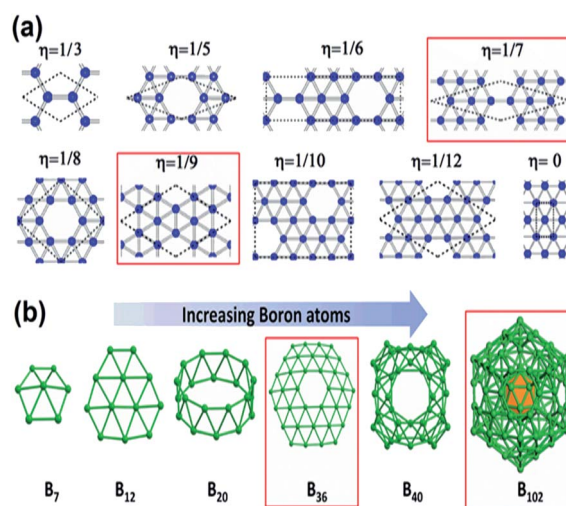 (a)
η=1/3 η=1/5 η=1/6 η=1/7
η=1/8 η=1/9 η=1/10 η=1/12 η= 0
(b)
Increasing Boron atoms
B₇ B₁₂ B₂₀ B₃₆ B₄₀ B₁₀₂